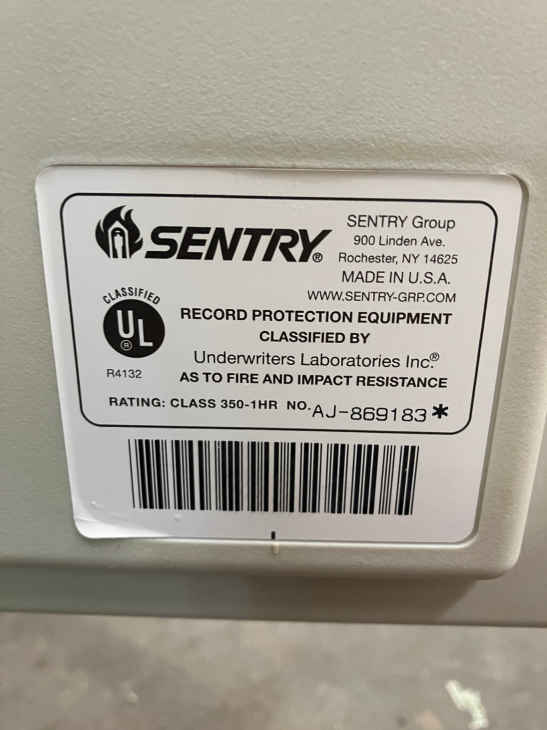 SENTRY®
SENTRY Group
900 Linden Ave.
Rochester, NY 14625
MADE IN U.S.A.
WWW.SENTRY-GRP.COM
CLASSIFIED
UL®
R4132
RECORD PROTECTION EQUIPMENT
CLASSIFIED BY
Underwriters Laboratories Inc.®
AS TO FIRE AND IMPACT RESISTANCE
RATING: CLASS 350-1HR NO. AJ-869183*